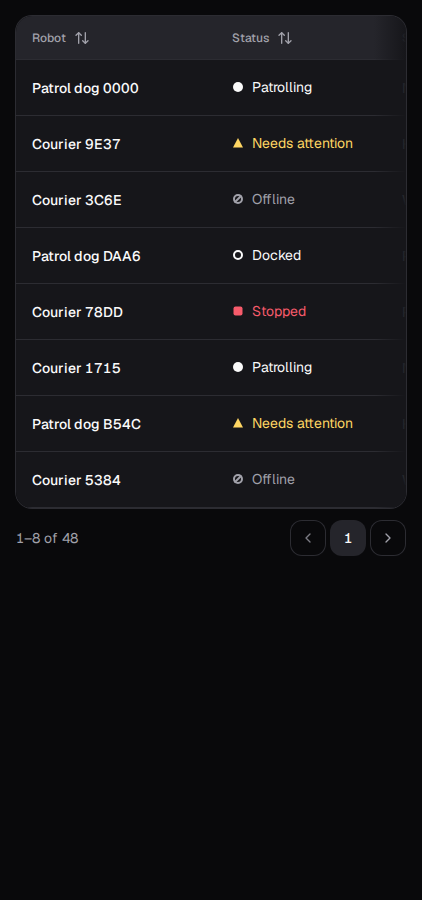 Robot Status
Patrol dog 0000 Patrolling
Courier 9E37 Needs attention
Courier 3C6E Offline
Patrol dog DAA6 Docked
Courier 78DD Stopped
Courier 1715 Patrolling
Patrol dog B54C Needs attention
Courier 5384 Offline
1–8 of 48 1